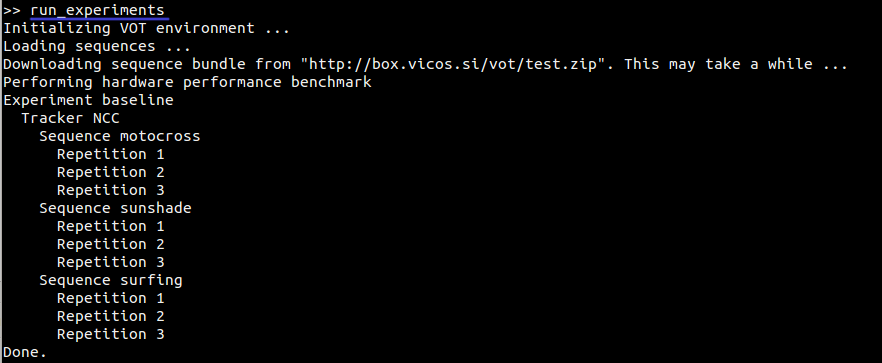 >> run_experiments
Initializing VOT environment ...
Loading sequences ...
Downloading sequence bundle from "http://box.vicos.si/vot/test.zip". This may take a while ...
Performing hardware performance benchmark
Experiment baseline
  Tracker NCC
    Sequence motocross
      Repetition 1
      Repetition 2
      Repetition 3
    Sequence sunshade
      Repetition 1
      Repetition 2
      Repetition 3
    Sequence surfing
      Repetition 1
      Repetition 2
      Repetition 3
Done.